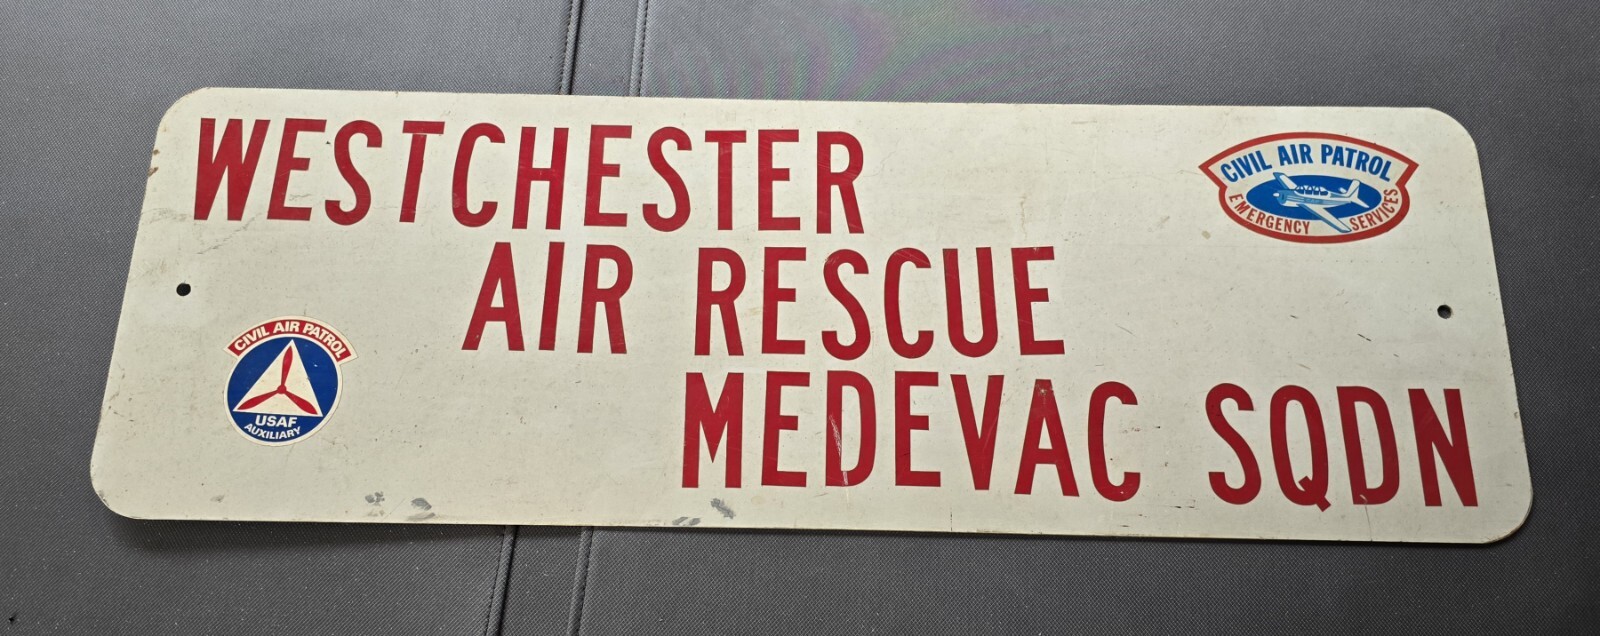 WESTCHESTER
AIR RESCUE
MEDEVAC SQDN
CIVIL AIR PATROL
EMERGENCY SERVICES
CIVIL AIR PATROL
USAF
AUXILIARY